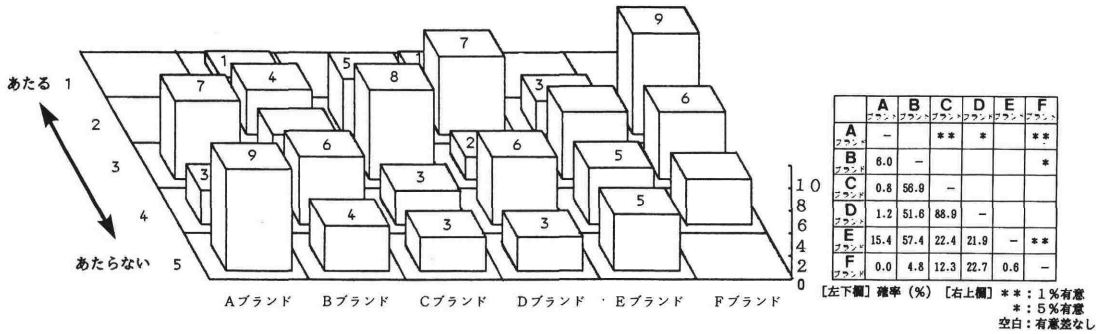 あたる 1
2
3
4
あたらない 5
1
4
7
3
9
5
8
6
4
1
7
2
3
3
3
6
3
9
5
6
5
10
8
6
4
2
0
Aブランド Bブランド Cブランド Dブランド Eブランド Fブランド
A ブランド B ブランド C ブランド D ブランド E ブランド F ブランド
A ブランド - ** * **
B ブランド 6.0 - *
C ブランド 0.8 56.9 -
D ブランド 1.2 51.6 88.9 -
E ブランド 15.4 57.4 22.4 21.9 - **
F ブランド 0.0 4.8 12.3 22.7 0.6 -
[左下欄] 確率 (%) [右上欄] **:1%有意
*:5%有意
空白:有意差なし